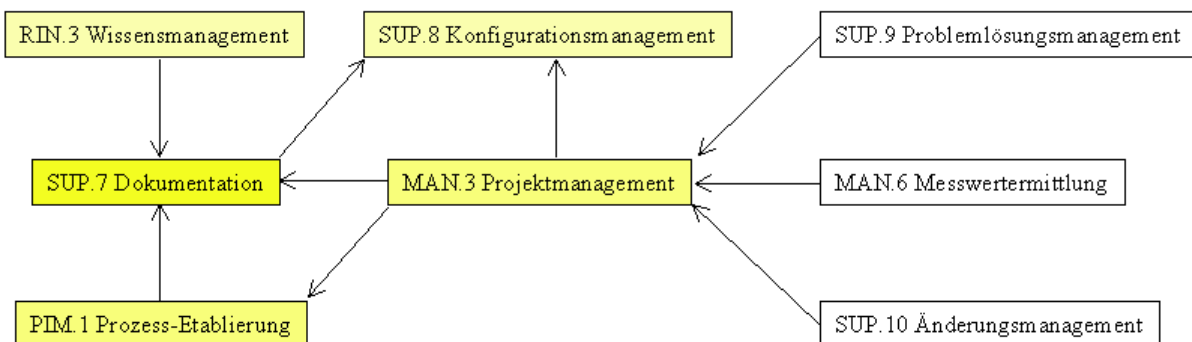 RIN.3 Wissensmanagement
SUP.8 Konfigurationsmanagement
SUP.9 Problemlösungsmanagement
SUP.7 Dokumentation
MAN.3 Projektmanagement
MAN.6 Messwertermittlung
PIM.1 Prozess-Etablierung
SUP.10 Änderungsmanagement